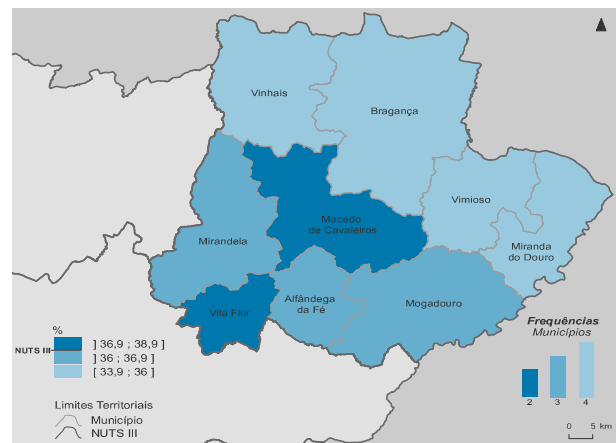 Vinhais
Bragança
Vimioso
Macedo
de Cavaleiros
Mirandela
Miranda
do Douro
Vila Flor
Alfândega
da Fé
Mogadouro
%
] 36,9 ; 38,9 ]
NUTS III
] 36 ; 36,9 ]
[ 33,9 ; 36 ]
Limites Territoriais
Município
NUTS III
Frequências
Municípios
2 3 4
0 5 km